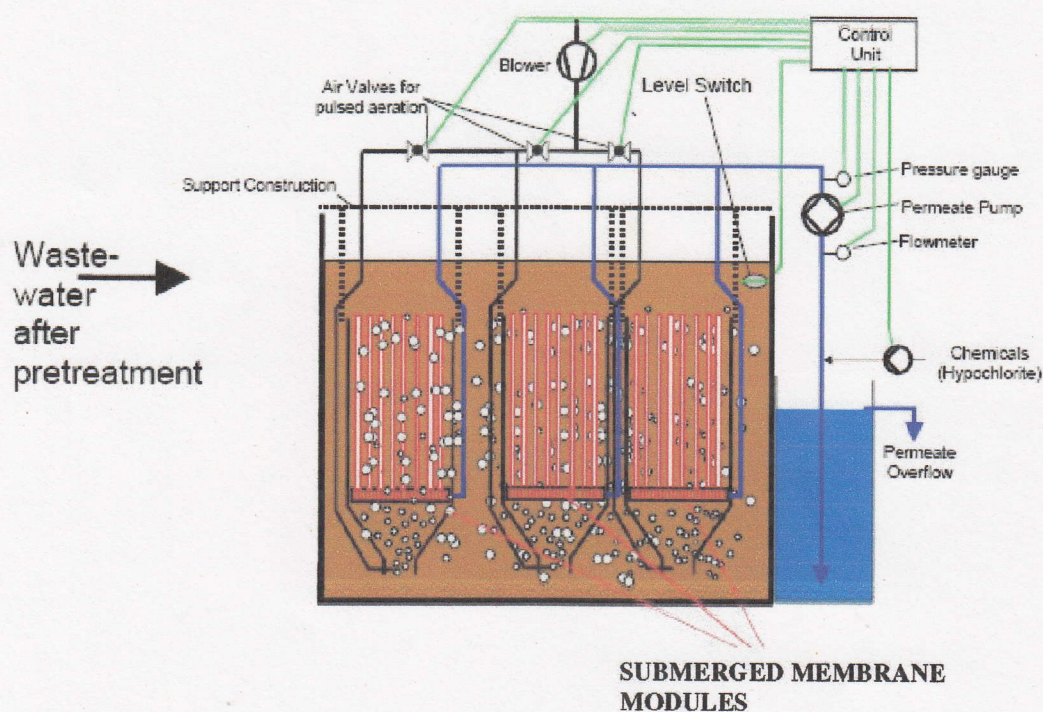 Control
Unit
Blower
Air Valves for
pulsed aeration
Level Switch
Pressure gauge
Support Construction
Permeate Pump
Flowmeter
Waste-
water
after
pretreatment
Chemicals
(Hypochlorite)
Permeate
Overflow
SUBMERGED MEMBRANE
MODULES